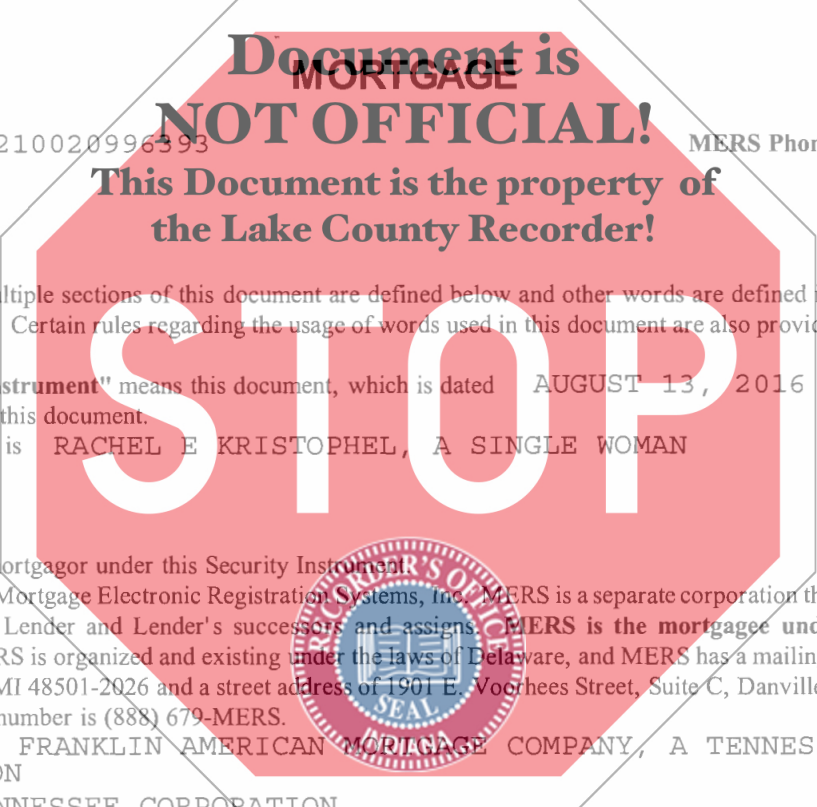 Document is
MORTGAGE
NOT OFFICIAL!
210020996393 MERS Phon
This Document is the property of
the Lake County Recorder!
ltiple sections of this document are defined below and other words are defined i
Certain rules regarding the usage of words used in this document are also provid
STOP
strument" means this document, which is dated AUGUST 13, 2016
this document.
is RACHEL E KRISTOPHEL, A SINGLE WOMAN
ortgagor under this Security Instrument.
RECORDER'S OFFICE
Mortgage Electronic Registration Systems, Inc. MERS is a separate corporation th
Lender and Lender's successors and assigns. MERS is the mortgagee und
RS is organized and existing under the laws of Delaware, and MERS has a mailin
MI 48501-2026 and a street address of 1901 E. Voorhees Street, Suite C, Danville
SEAL
number is (888) 679-MERS.
INDIANA
FRANKLIN AMERICAN MORTGAGE COMPANY, A TENNES
ON
NNESSEE CORPORATION